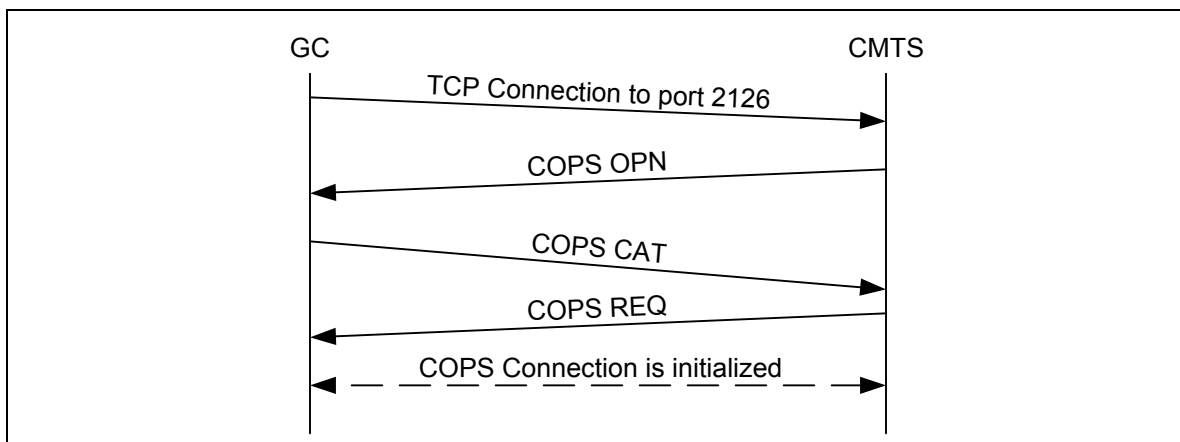 GC
CMTS
TCP Connection to port 2126
COPS OPN
COPS CAT
COPS REQ
COPS Connection is initialized